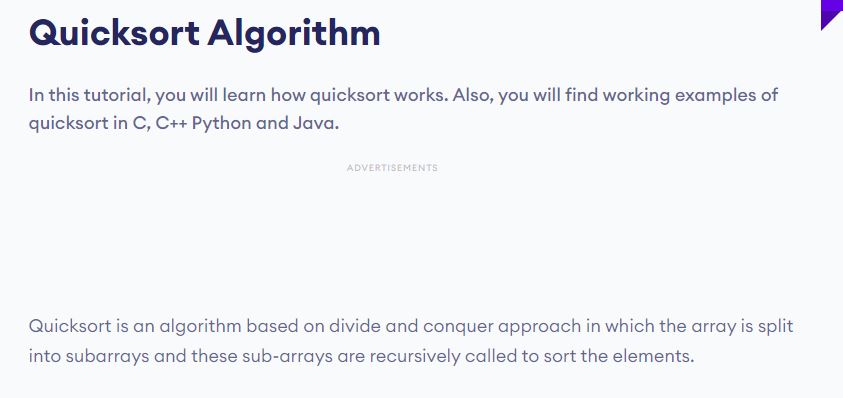 Quicksort Algorithm
In this tutorial, you will learn how quicksort works. Also, you will find working examples of
quicksort in C, C++ Python and Java.
ADVERTISEMENTS
Quicksort is an algorithm based on divide and conquer approach in which the array is split
into subarrays and these sub-arrays are recursively called to sort the elements.